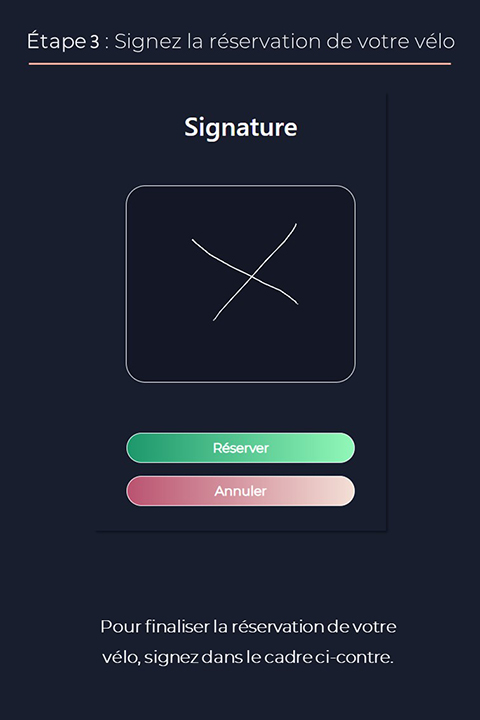 Étape 3 : Signez la réservation de votre vélo
Signature
Réserver
Annuler
Pour finaliser la réservation de votre
vélo, signez dans le cadre ci-contre.